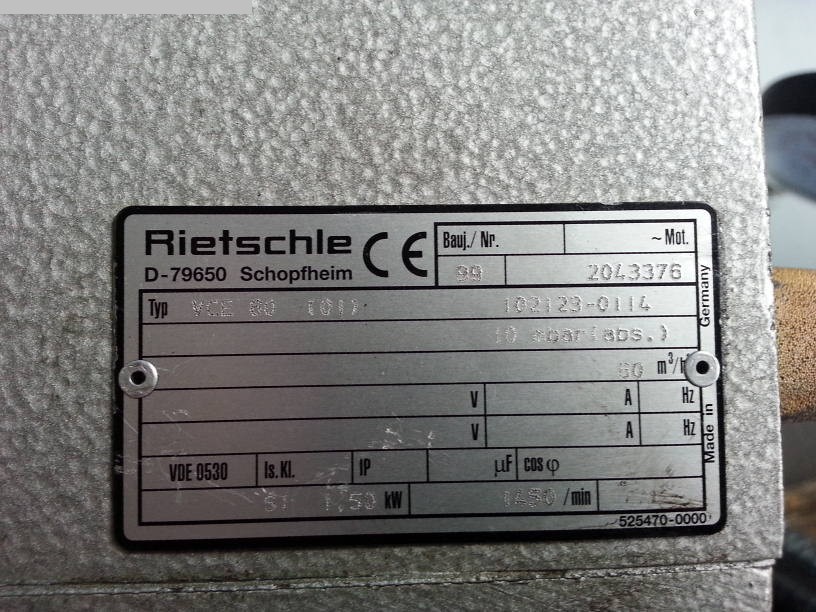 Rietschle CE
D-79650 Schopfheim
Bauj./ Nr. ~ Mot.
99 2043376
Typ VCE 60 (01) 102123-0114
10 mbar(abs.)
60 m³/h
V A Hz
V A Hz
VDE 0530 Is. Kl. IP µF cos φ
S1 1,50 kW 1450 /min
525470-0000
Made in Germany